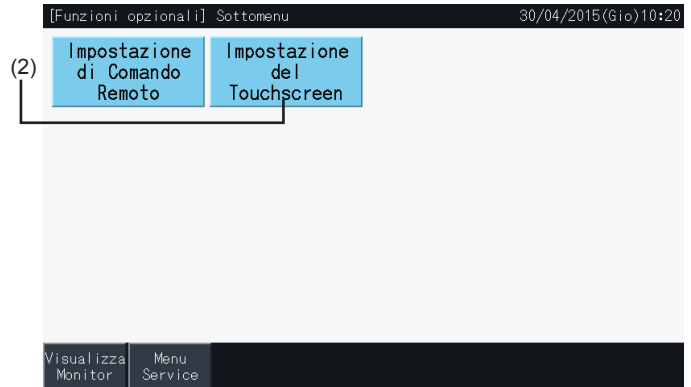 [Funzioni opzionali] Sottomenu 30/04/2015(Gio)10:20
(2)
Impostazione
di Comando
Remoto
Impostazione
del
Touchscreen
Visualizza
Monitor
Menu
Service